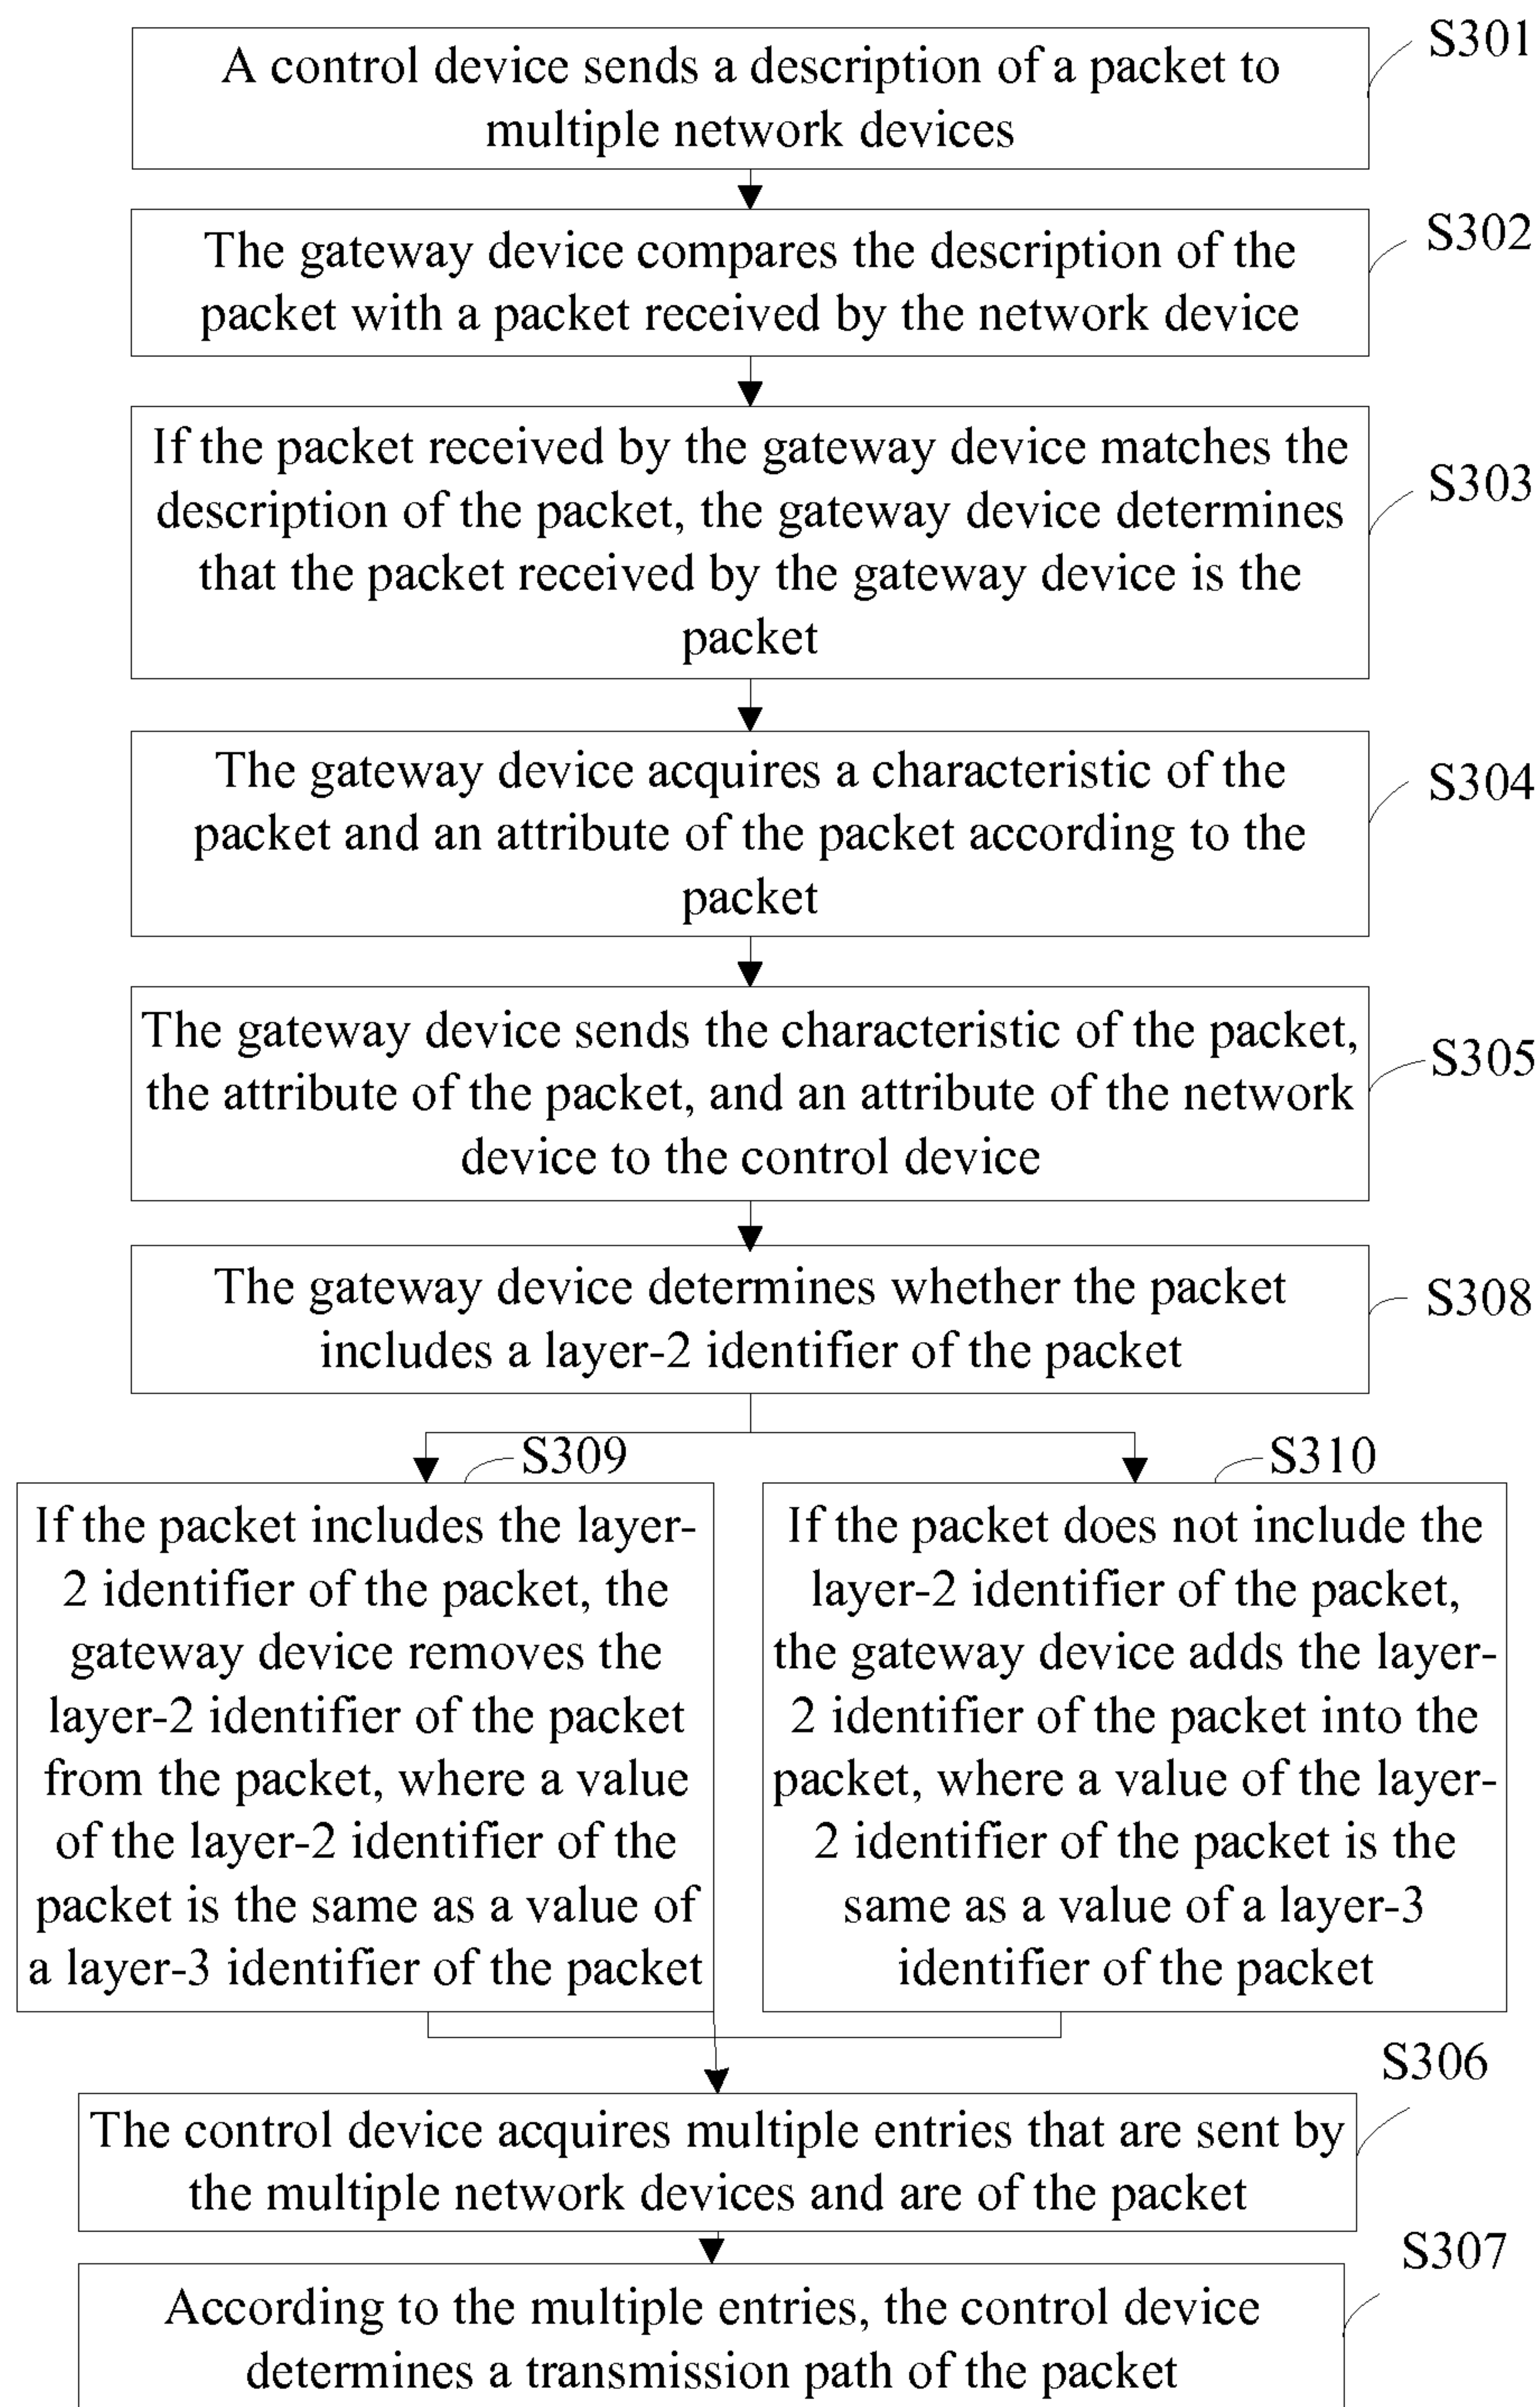 A control device sends a description of a packet to
multiple network devices
S301
The gateway device compares the description of the
packet with a packet received by the network device
S302
If the packet received by the gateway device matches the
description of the packet, the gateway device determines
that the packet received by the gateway device is the
packet
S303
The gateway device acquires a characteristic of the
packet and an attribute of the packet according to the
packet
S304
The gateway device sends the characteristic of the packet,
the attribute of the packet, and an attribute of the network
device to the control device
S305
The gateway device determines whether the packet
includes a layer-2 identifier of the packet
S308
S309
If the packet includes the layer-
2 identifier of the packet, the
gateway device removes the
layer-2 identifier of the packet
from the packet, where a value
of the layer-2 identifier of the
packet is the same as a value of
a layer-3 identifier of the packet
S310
If the packet does not include the
layer-2 identifier of the packet,
the gateway device adds the layer-
2 identifier of the packet into the
packet, where a value of the layer-
2 identifier of the packet is the
same as a value of a layer-3
identifier of the packet
S306
The control device acquires multiple entries that are sent by
the multiple network devices and are of the packet
S307
According to the multiple entries, the control device
determines a transmission path of the packet